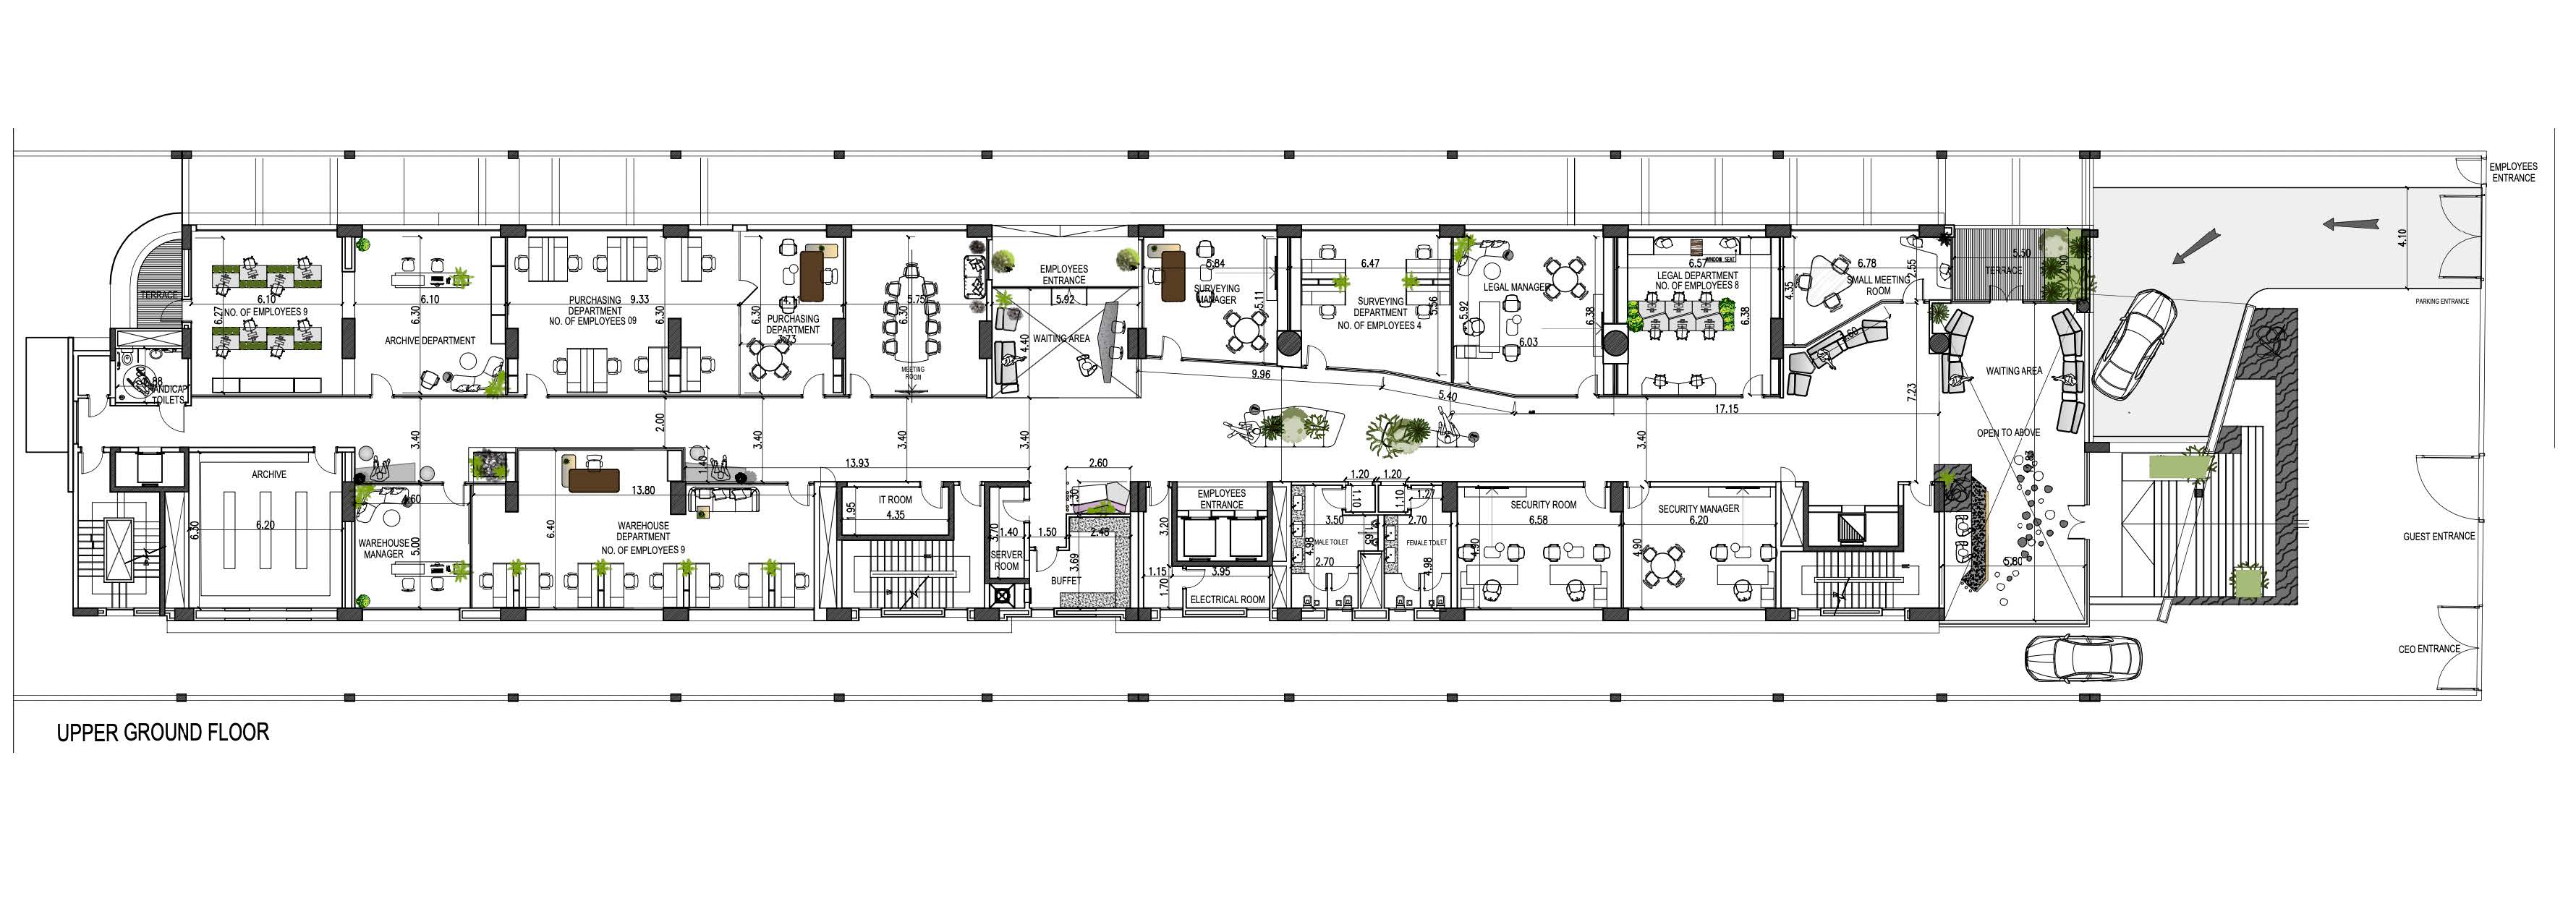 EMPLOYEES
ENTRANCE
4.10
PARKING ENTRANCE
GUEST ENTRANCE
CEO ENTRANCE
TERRACE
6.10
6.27
NO. OF EMPLOYEES 9
6.10
6.30
ARCHIVE DEPARTMENT
PURCHASING
DEPARTMENT
NO. OF EMPLOYEES 09
9.33
6.30
4.11
6.30
PURCHASING
DEPARTMENT
3.73
5.75
6.30
MEETING
ROOM
EMPLOYEES
ENTRANCE
5.92
4.40
WAITING AREA
SURVEYING
MANAGER
5.11
9.96
6.47
5.56
SURVEYING
DEPARTMENT
NO. OF EMPLOYEES 4
5.40
LEGAL MANAGER
5.92
6.38
6.03
WINDOW SEAT
6.57
LEGAL DEPARTMENT
NO. OF EMPLOYEES 8
6.38
6.78
2.55
4.35
SMALL MEETING
ROOM
7.23
17.15
5.50
2.90
TERRACE
WAITING AREA
OPEN TO ABOVE
5.80
HANDICAP
TOILETS
3.40
2.00
3.40
3.40
3.40
3.40
13.93
1.40
ARCHIVE
6.20
6.30
WAREHOUSE
MANAGER
5.00
13.80
6.40
WAREHOUSE
DEPARTMENT
NO. OF EMPLOYEES 9
IT ROOM
1.95
4.35
3.70
1.40
SERVER
ROOM
1.50
2.60
1.30
2.48
3.69
BUFFET
EMPLOYEES
ENTRANCE
3.20
1.15
3.95
1.70
ELECTRICAL ROOM
1.20
1.20
1.10
1.10
1.27
3.50
2.70
MALE TOILET
4.98
1.65
2.70
FEMALE TOILET
4.98
SECURITY ROOM
6.58
4.90
SECURITY MANAGER
6.20
4.90
UPPER GROUND FLOOR